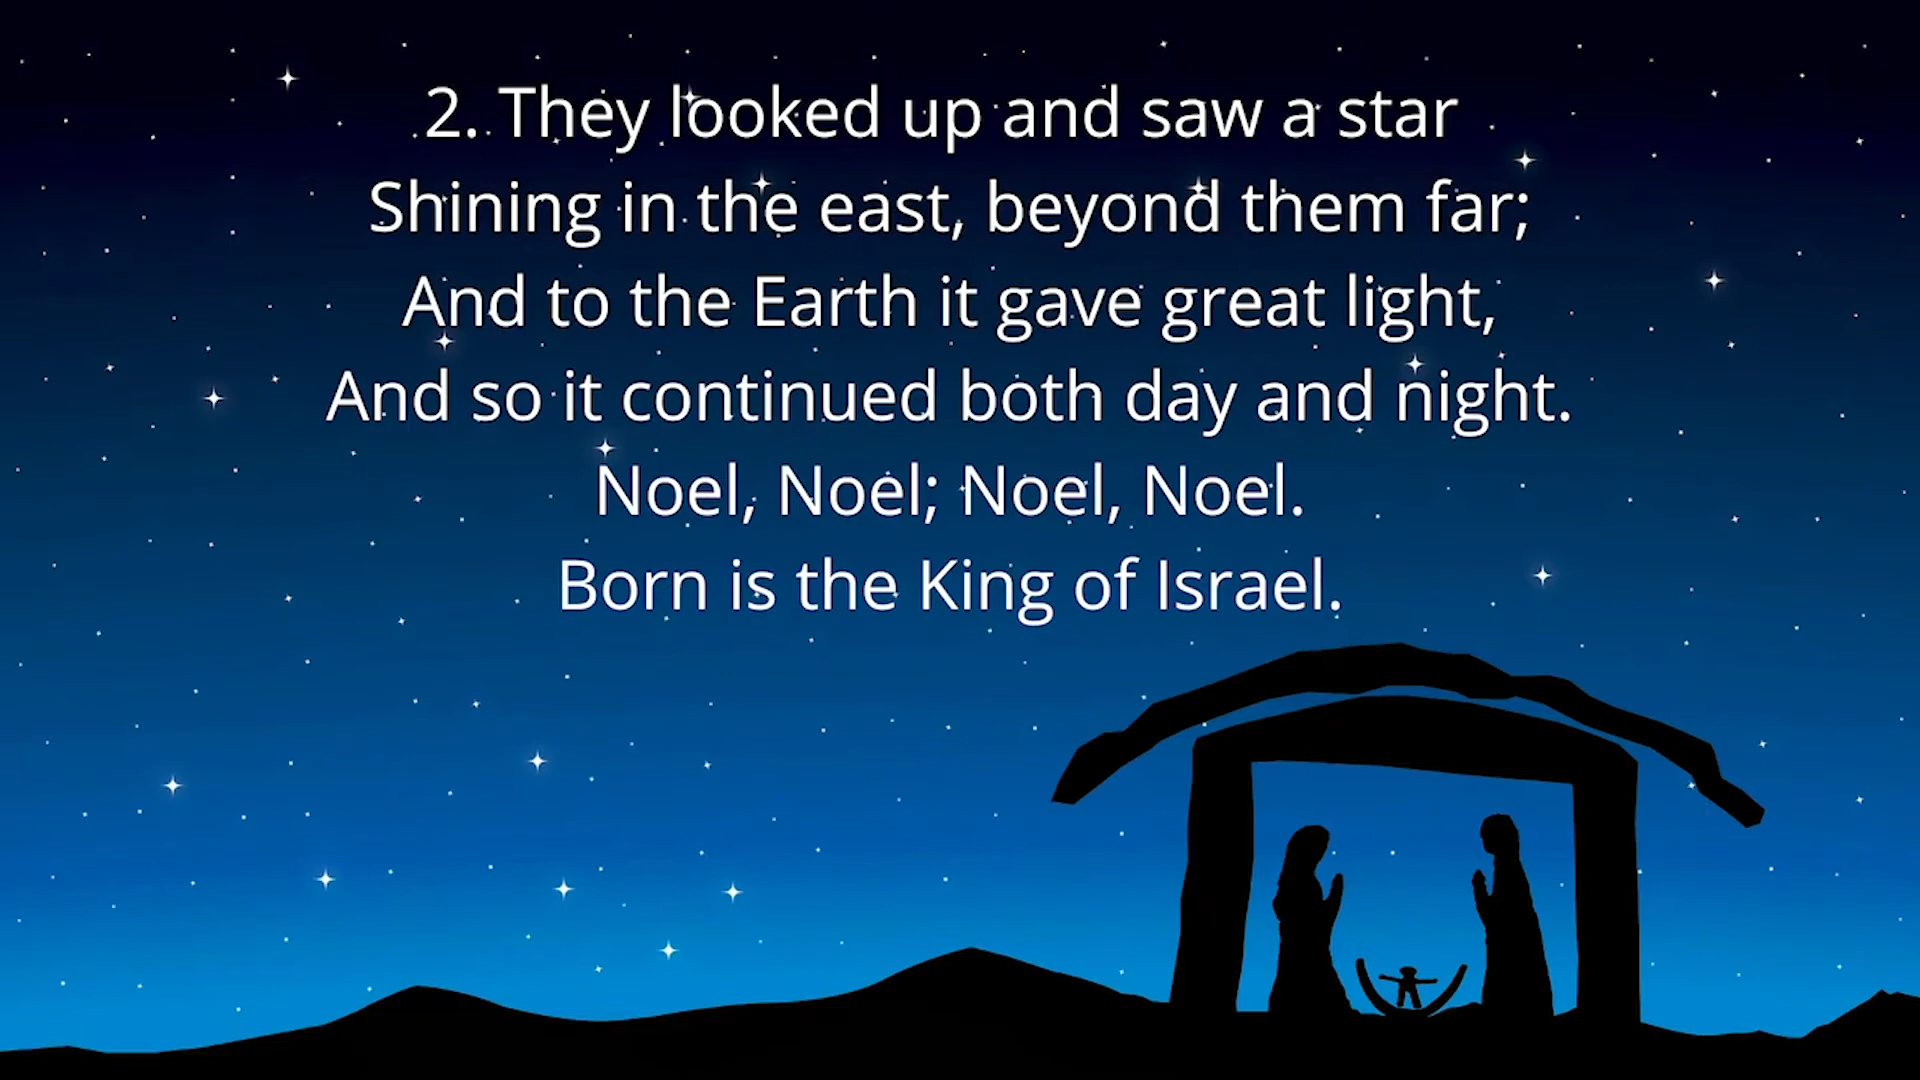 2. They looked up and saw a star
Shining in the east, beyond them far;
And to the Earth it gave great light,
And so it continued both day and night.
Noel, Noel; Noel, Noel.
Born is the King of Israel.